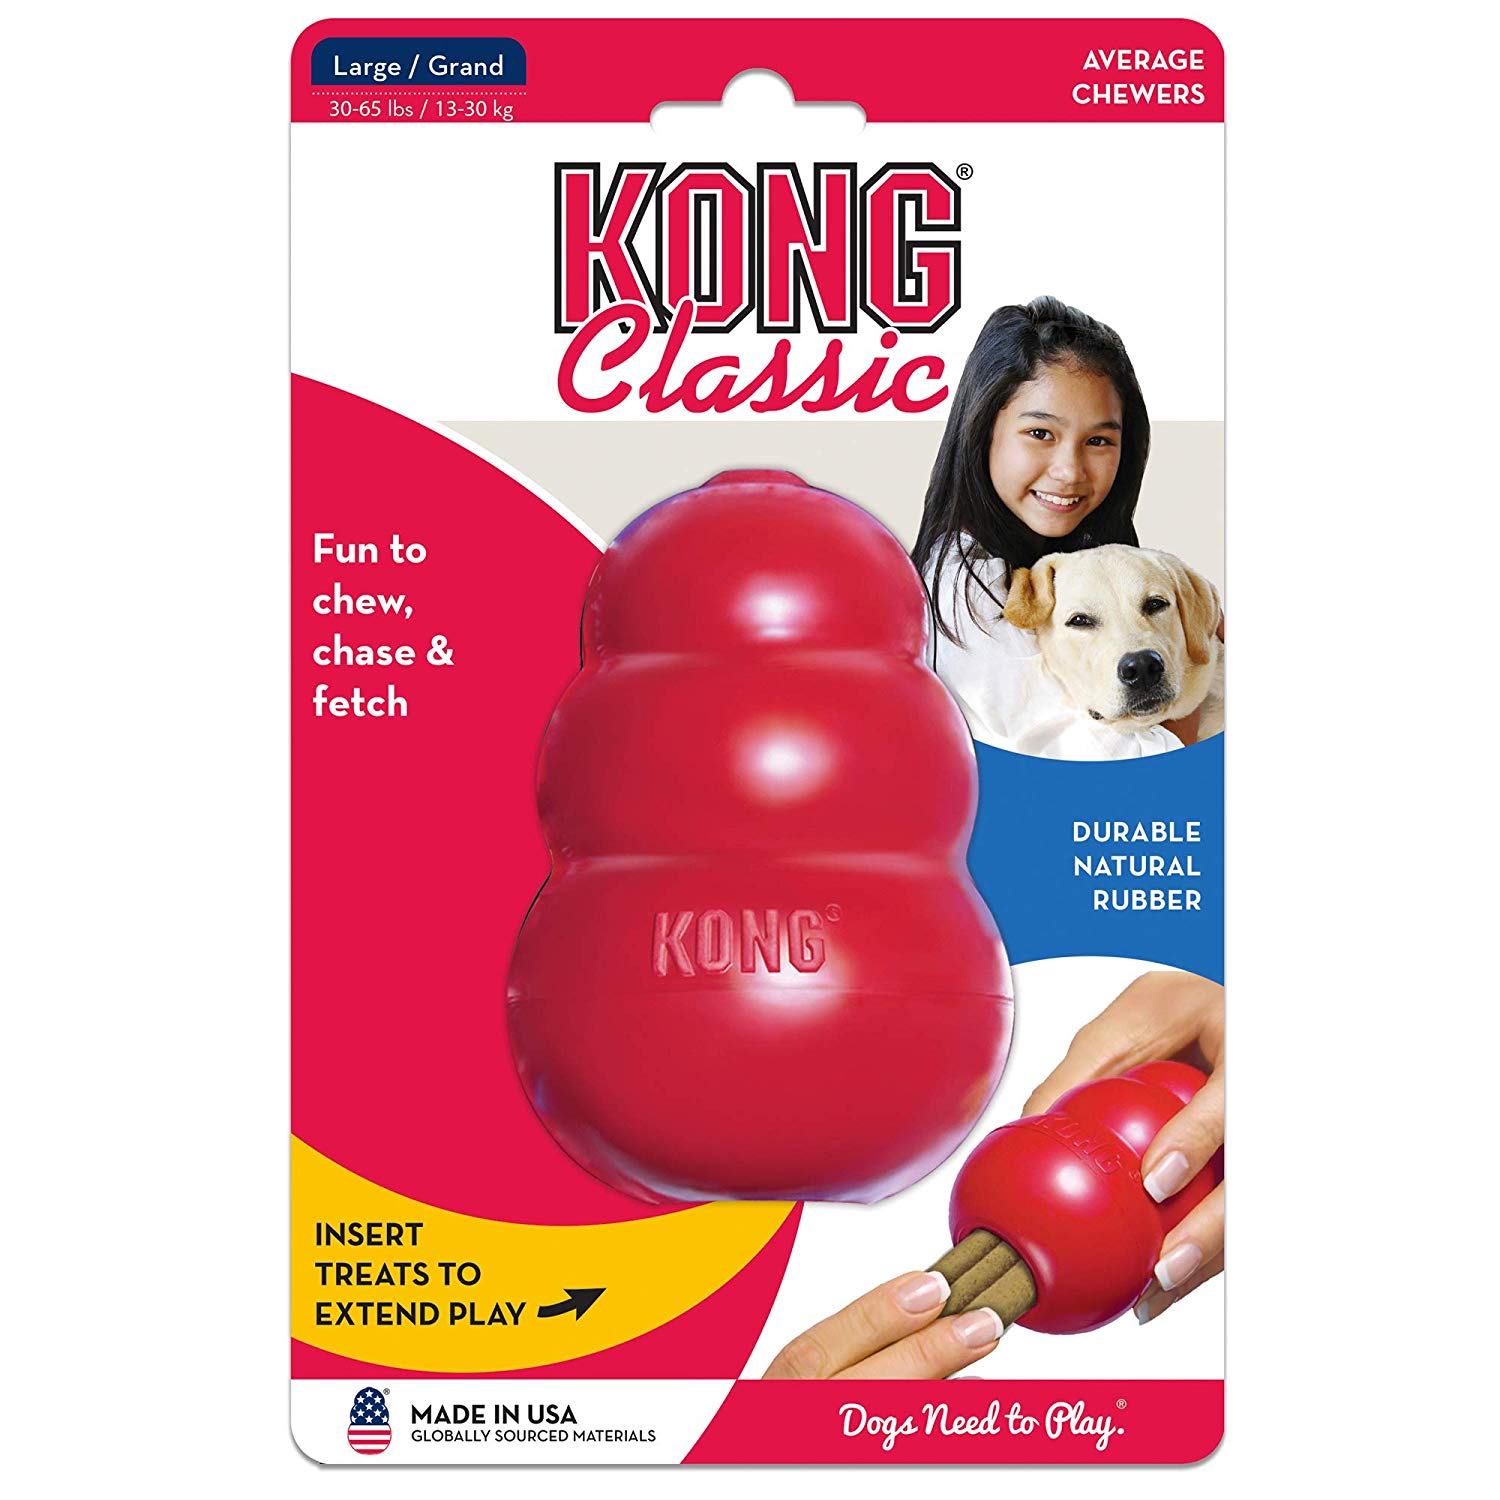 Large / Grand
30-65 lbs / 13-30 kg
AVERAGE
CHEWERS
KONG®
Classic
Fun to
chew,
chase &
fetch
KONG®
DURABLE
NATURAL
RUBBER
KONG®
INSERT
TREATS TO
EXTEND PLAY
®
MADE IN USA
GLOBALLY SOURCED MATERIALS
Dogs Need to Play.®